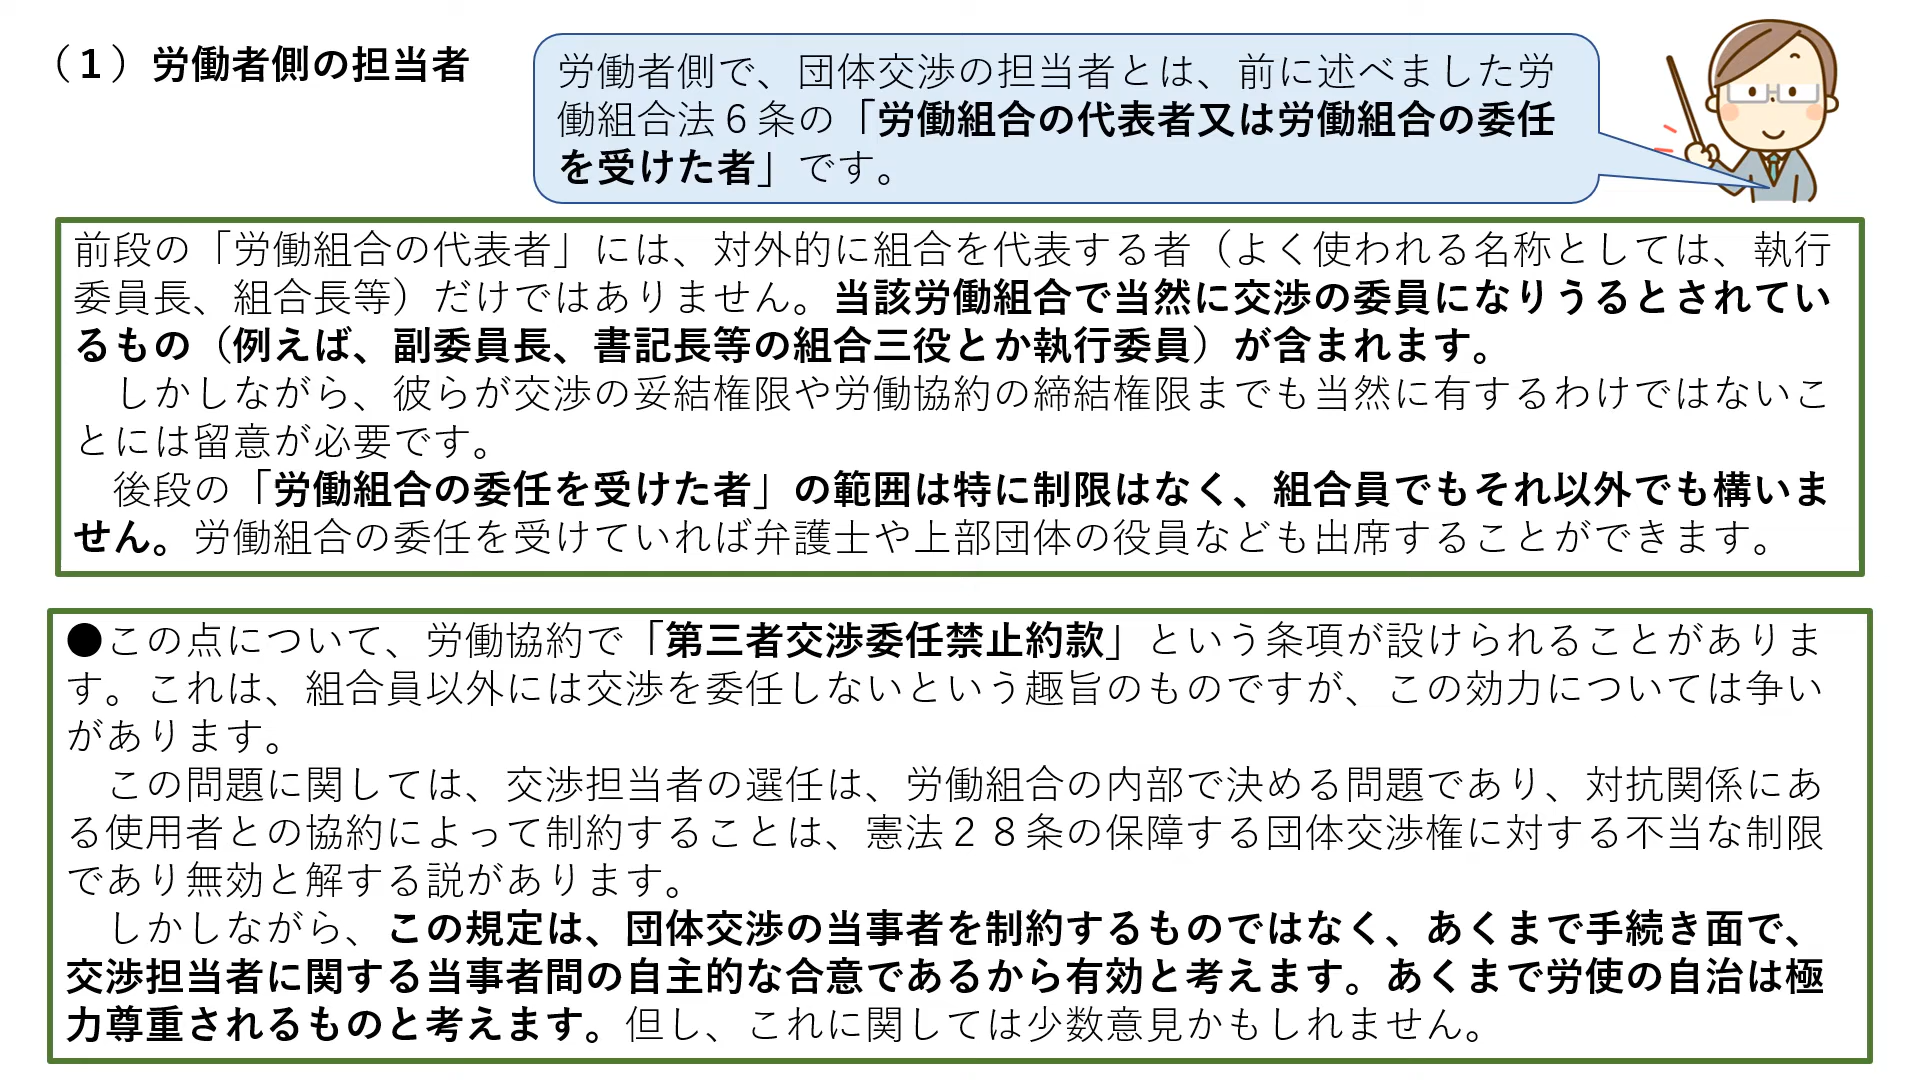 （１）労働者側の担当者
労働者側で、団体交渉の担当者とは、前に述べました労
働組合法６条の「労働組合の代表者又は労働組合の委任
を受けた者」です。
前段の「労働組合の代表者」には、対外的に組合を代表する者（よく使われる名称としては、執行
委員長、組合長等）だけではありません。当該労働組合で当然に交渉の委員になりうるとされてい
るもの（例えば、副委員長、書記長等の組合三役とか執行委員）が含まれます。
　しかしながら、彼らが交渉の妥結権限や労働協約の締結権限までも当然に有するわけではないこ
とには留意が必要です。
　後段の「労働組合の委任を受けた者」の範囲は特に制限はなく、組合員でもそれ以外でも構いま
せん。労働組合の委任を受けていれば弁護士や上部団体の役員なども出席することができます。
●この点について、労働協約で「第三者交渉委任禁止約款」という条項が設けられることがありま
す。これは、組合員以外には交渉を委任しないという趣旨のものですが、この効力については争い
があります。
　この問題に関しては、交渉担当者の選任は、労働組合の内部で決める問題であり、対抗関係にあ
る使用者との協約によって制約することは、憲法２８条の保障する団体交渉権に対する不当な制限
であり無効と解する説があります。
　しかしながら、この規定は、団体交渉の当事者を制約するものではなく、あくまで手続き面で、
交渉担当者に関する当事者間の自主的な合意であるから有効と考えます。あくまで労使の自治は極
力尊重されるものと考えます。但し、これに関しては少数意見かもしれません。